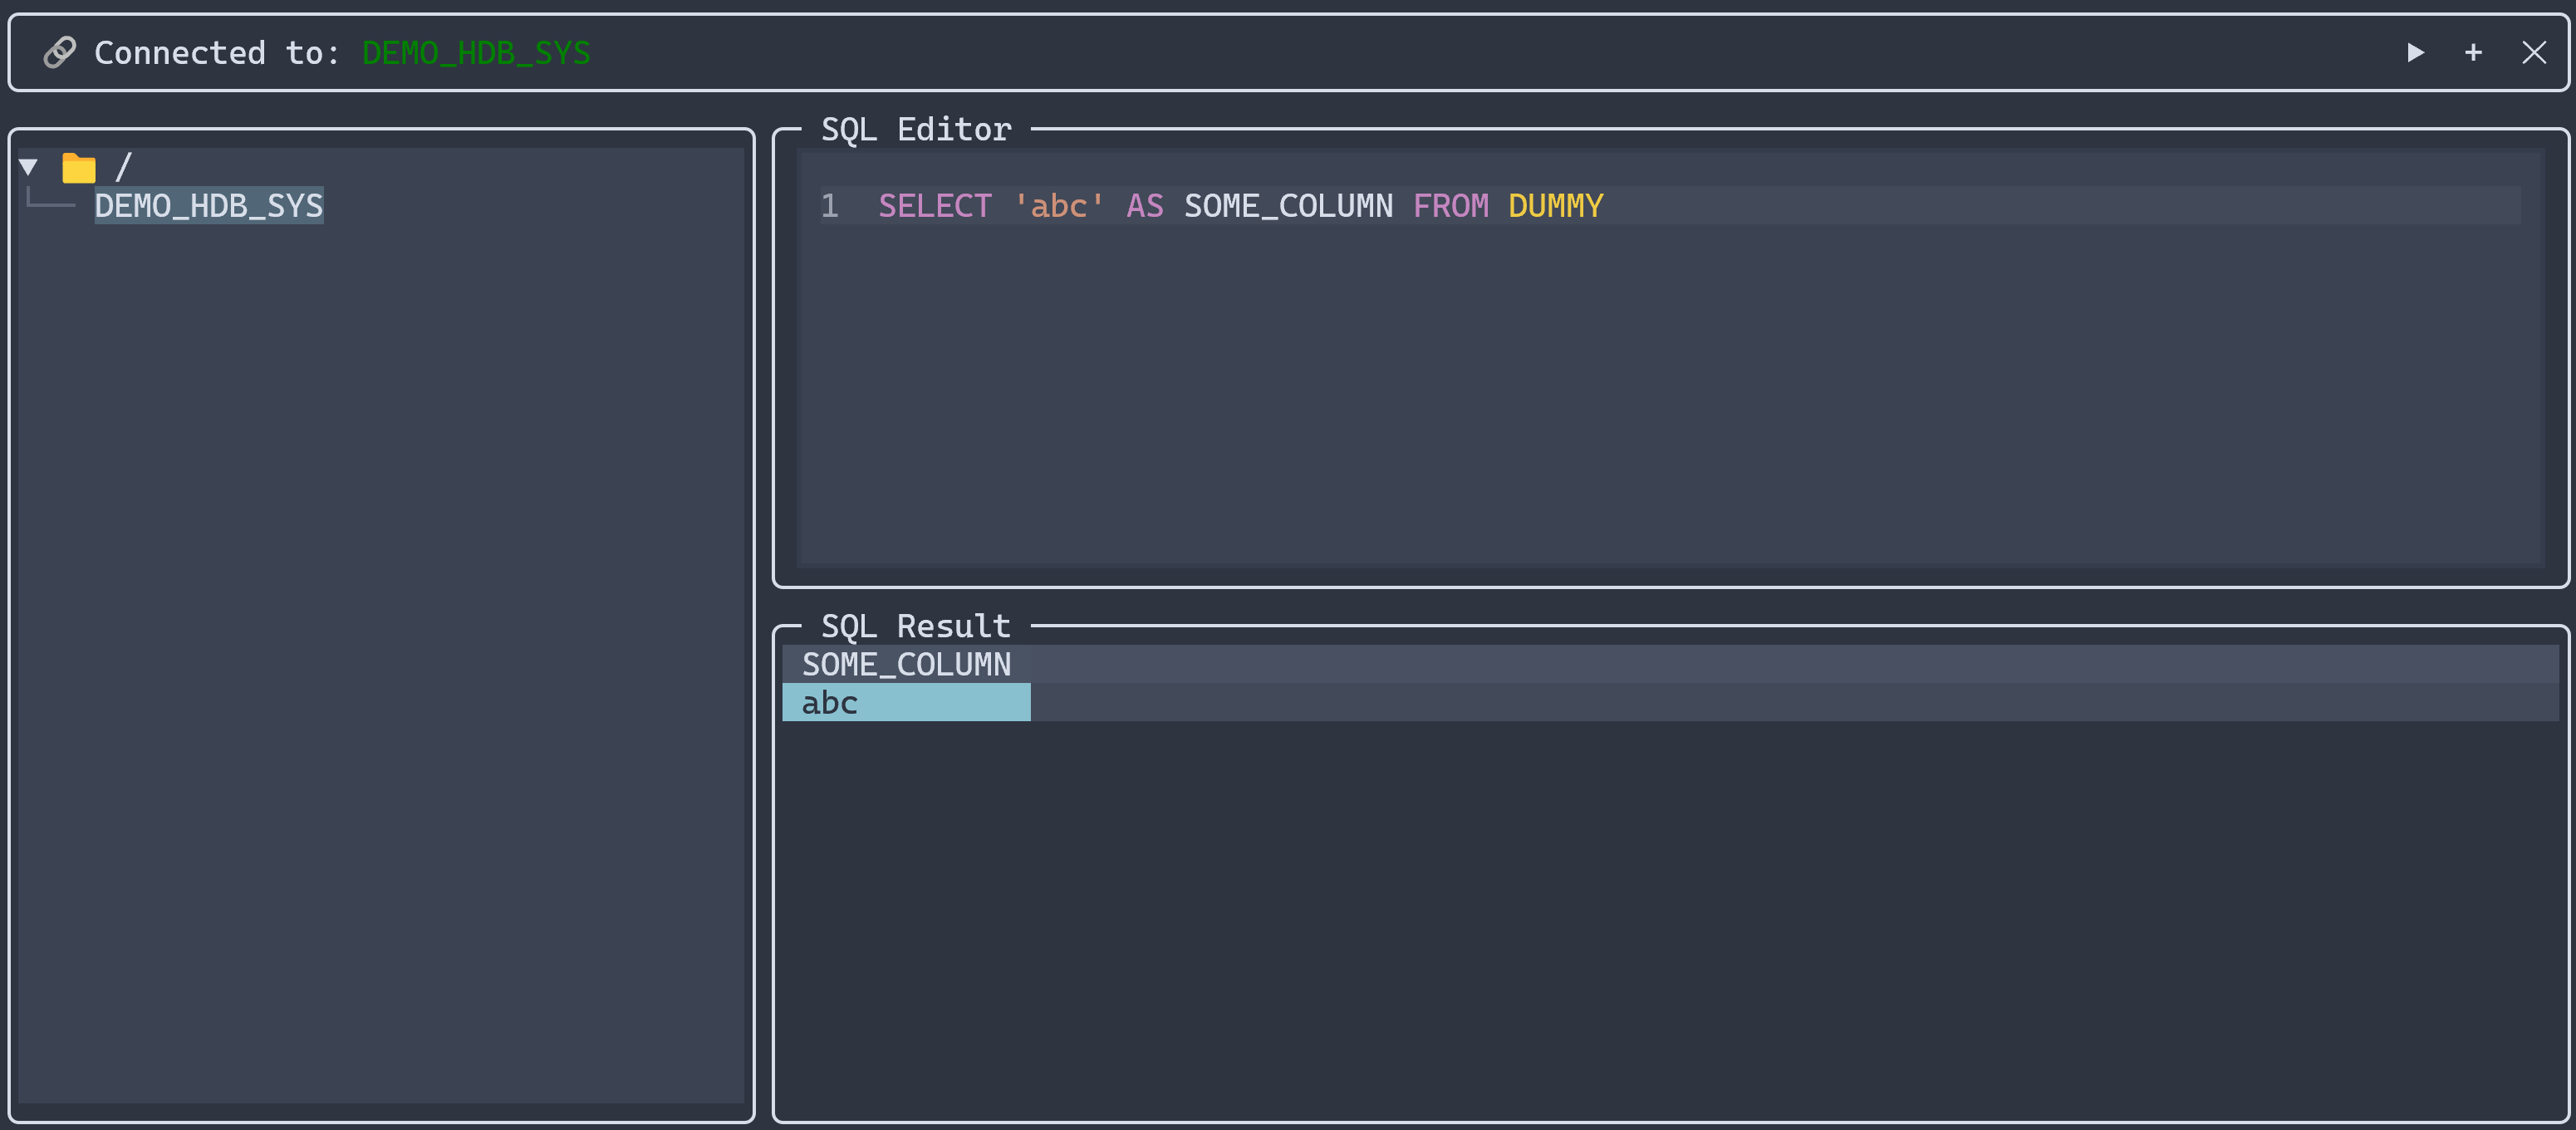 Connected to: DEMO_HDB_SYS
/
DEMO_HDB_SYS
SQL Editor
1 SELECT 'abc' AS SOME_COLUMN FROM DUMMY
SQL Result
SOME_COLUMN
abc